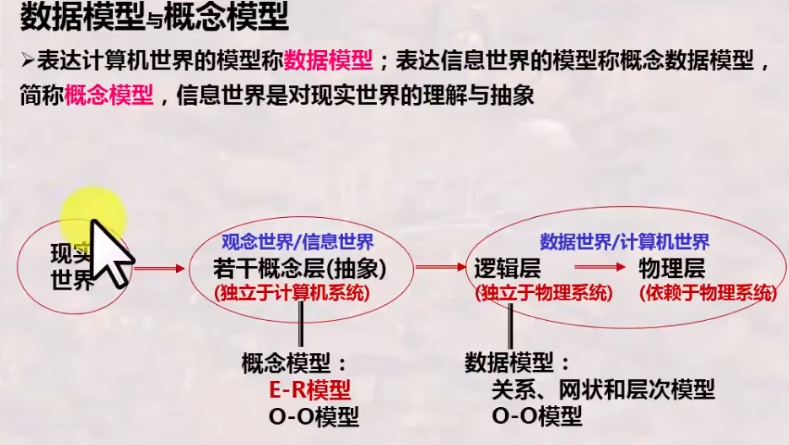 数据模型与概念模型
➢表达计算机世界的模型称数据模型；表达信息世界的模型称概念数据模型，
简称概念模型，信息世界是对现实世界的理解与抽象
现实
世界
观念世界/信息世界
若干概念层(抽象)
(独立于计算机系统)
数据世界/计算机世界
逻辑层
物理层
(独立于物理系统)
(依赖于物理系统)
概念模型：
E-R模型
O-O模型
数据模型：
关系、网状和层次模型
O-O模型